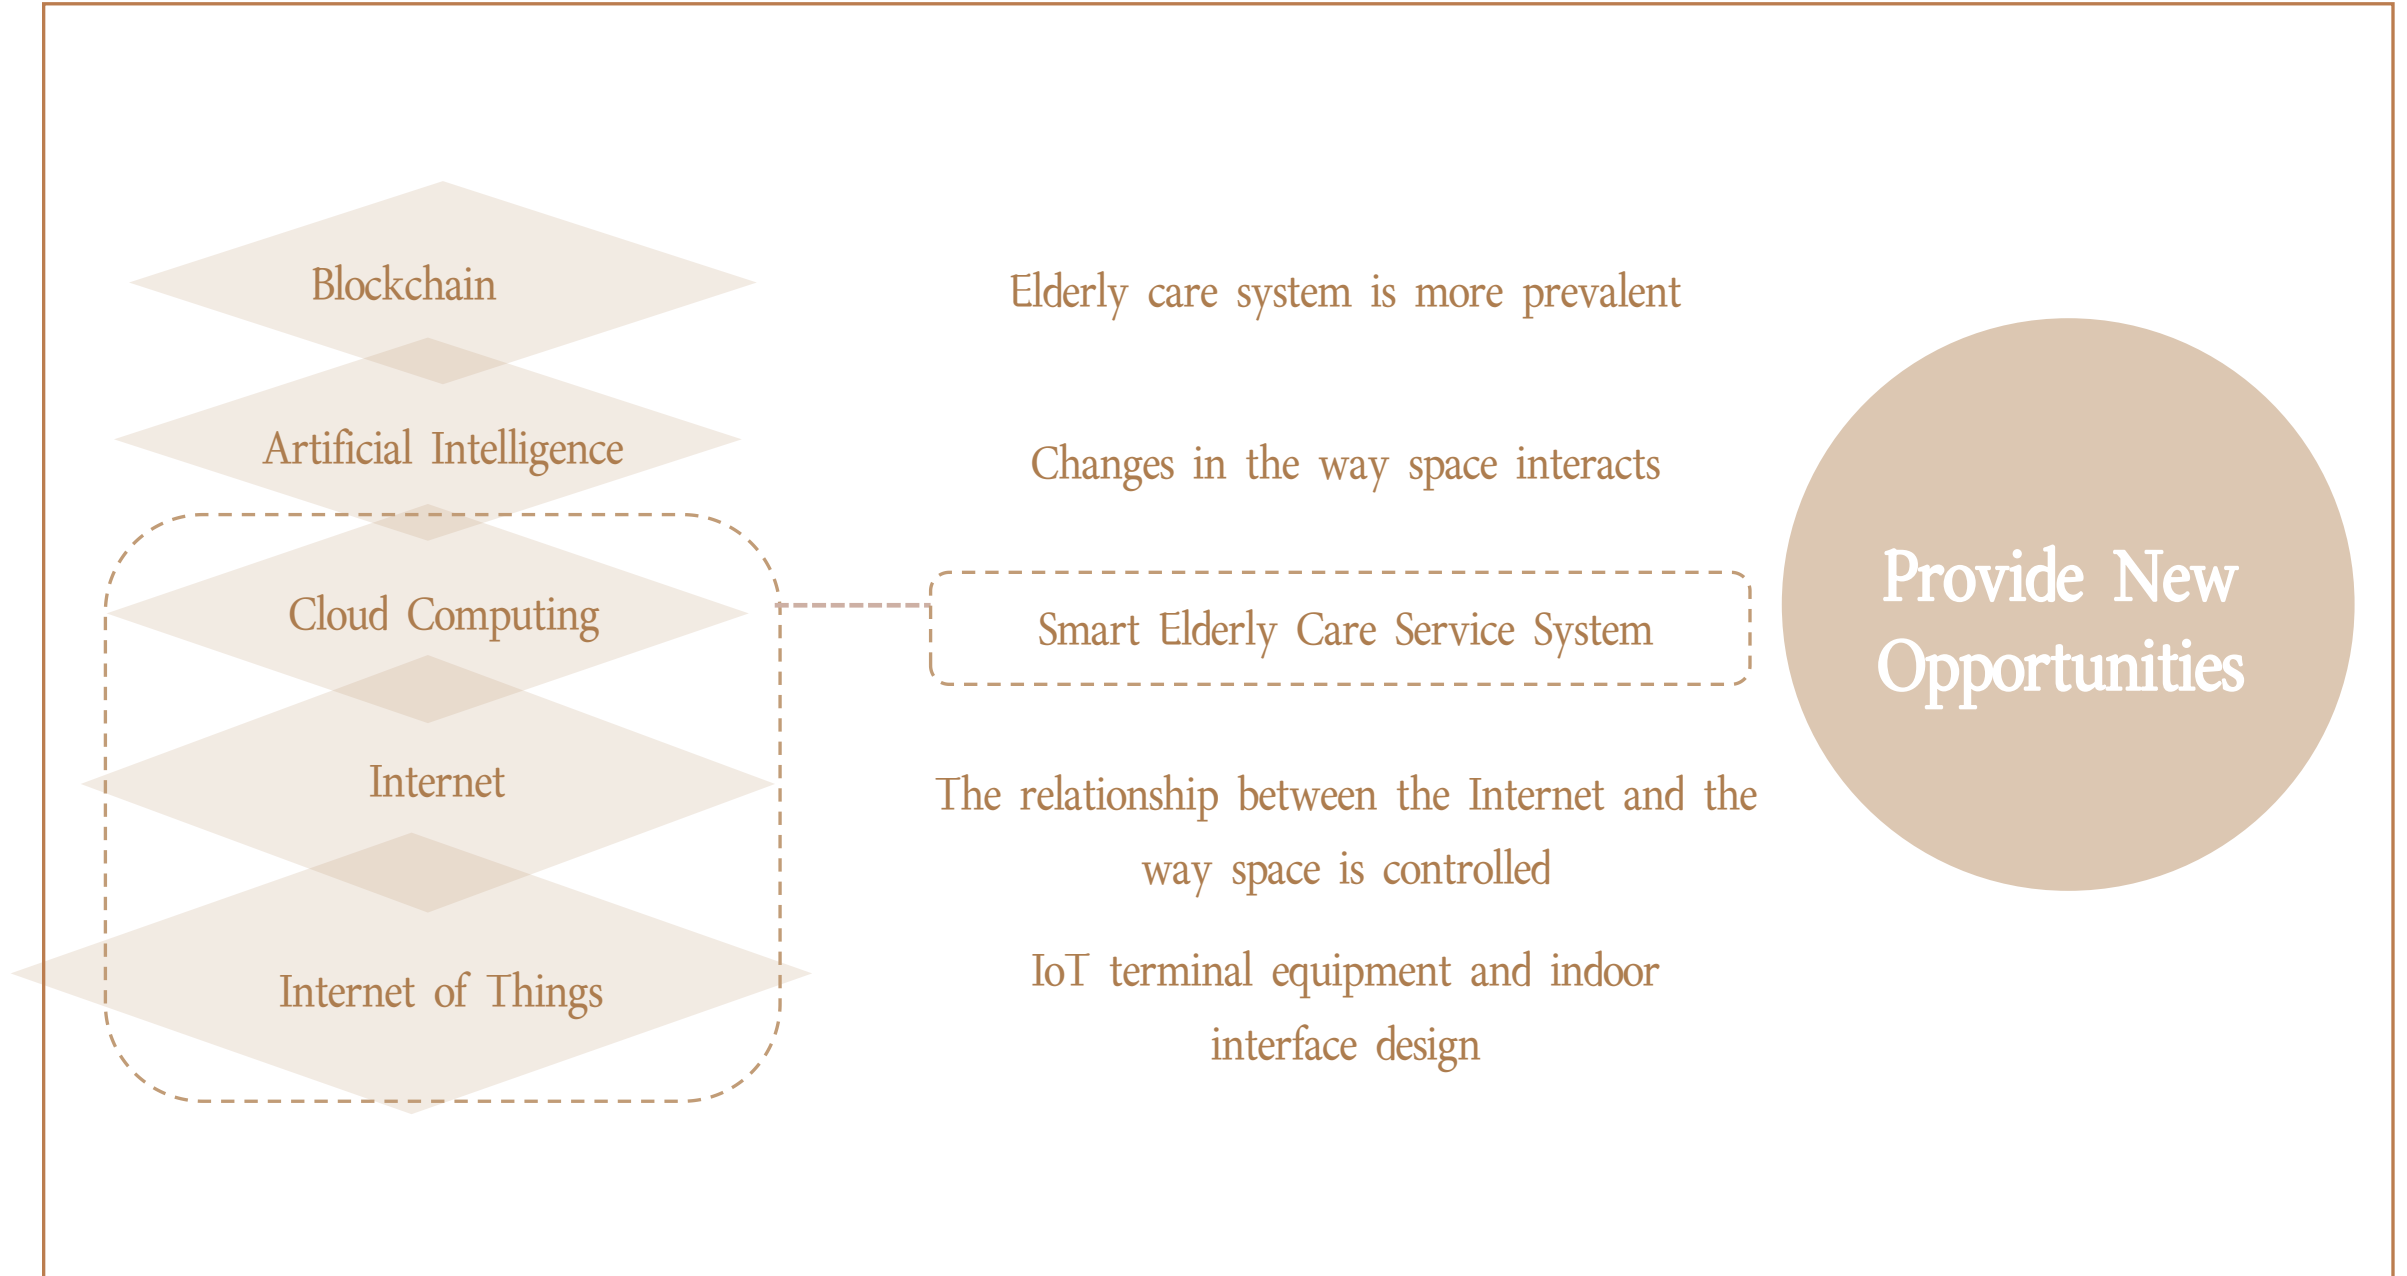 Blockchain
Artificial Intelligence
Cloud Computing
Internet
Internet of Things
Elderly care system is more prevalent
Changes in the way space interacts
Smart Elderly Care Service System
The relationship between the Internet and the
way space is controlled
IoT terminal equipment and indoor
interface design
Provide New
Opportunities